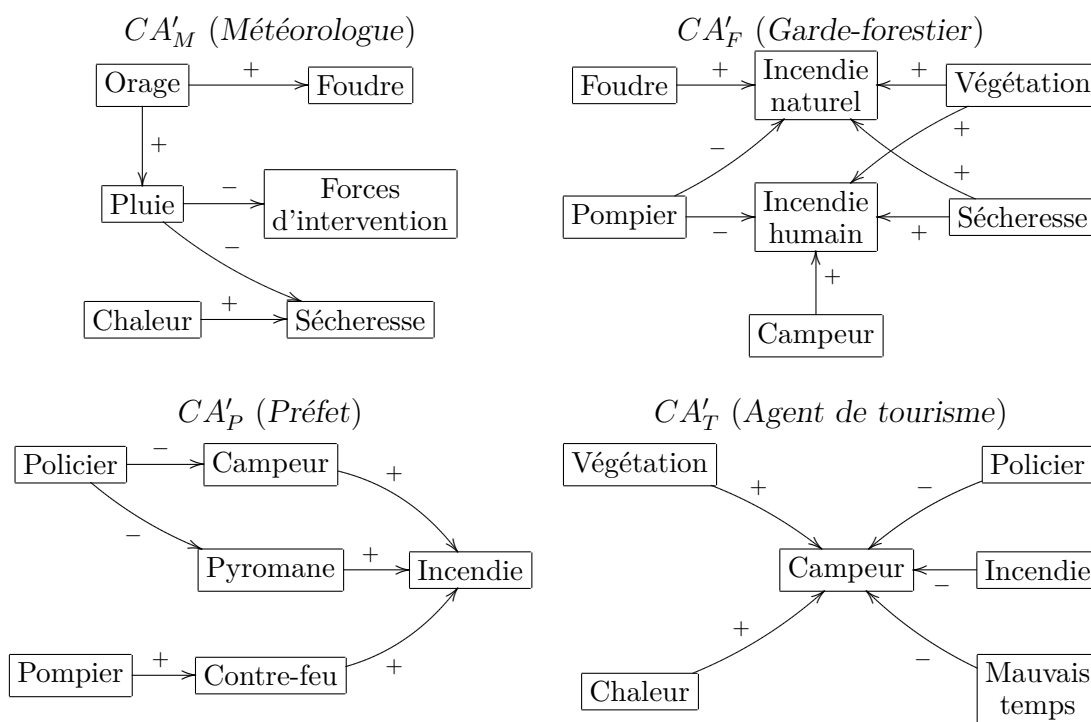 CA′_M (Météorologue)
Orage
+
Foudre
+
Pluie
−
Forces
d'intervention
−
Chaleur
+
Sécheresse
CA′_F (Garde-forestier)
Foudre
+
Incendie
naturel
+
Végétation
+
−
+
Pompier
−
Incendie
humain
+
Sécheresse
+
Campeur
CA′_P (Préfet)
Policier
−
Campeur
+
−
Pyromane
+
Incendie
Pompier
+
Contre-feu
+
CA′_T (Agent de tourisme)
Végétation
+
Policier
−
Campeur
−
Incendie
+
Chaleur
−
Mauvais
temps